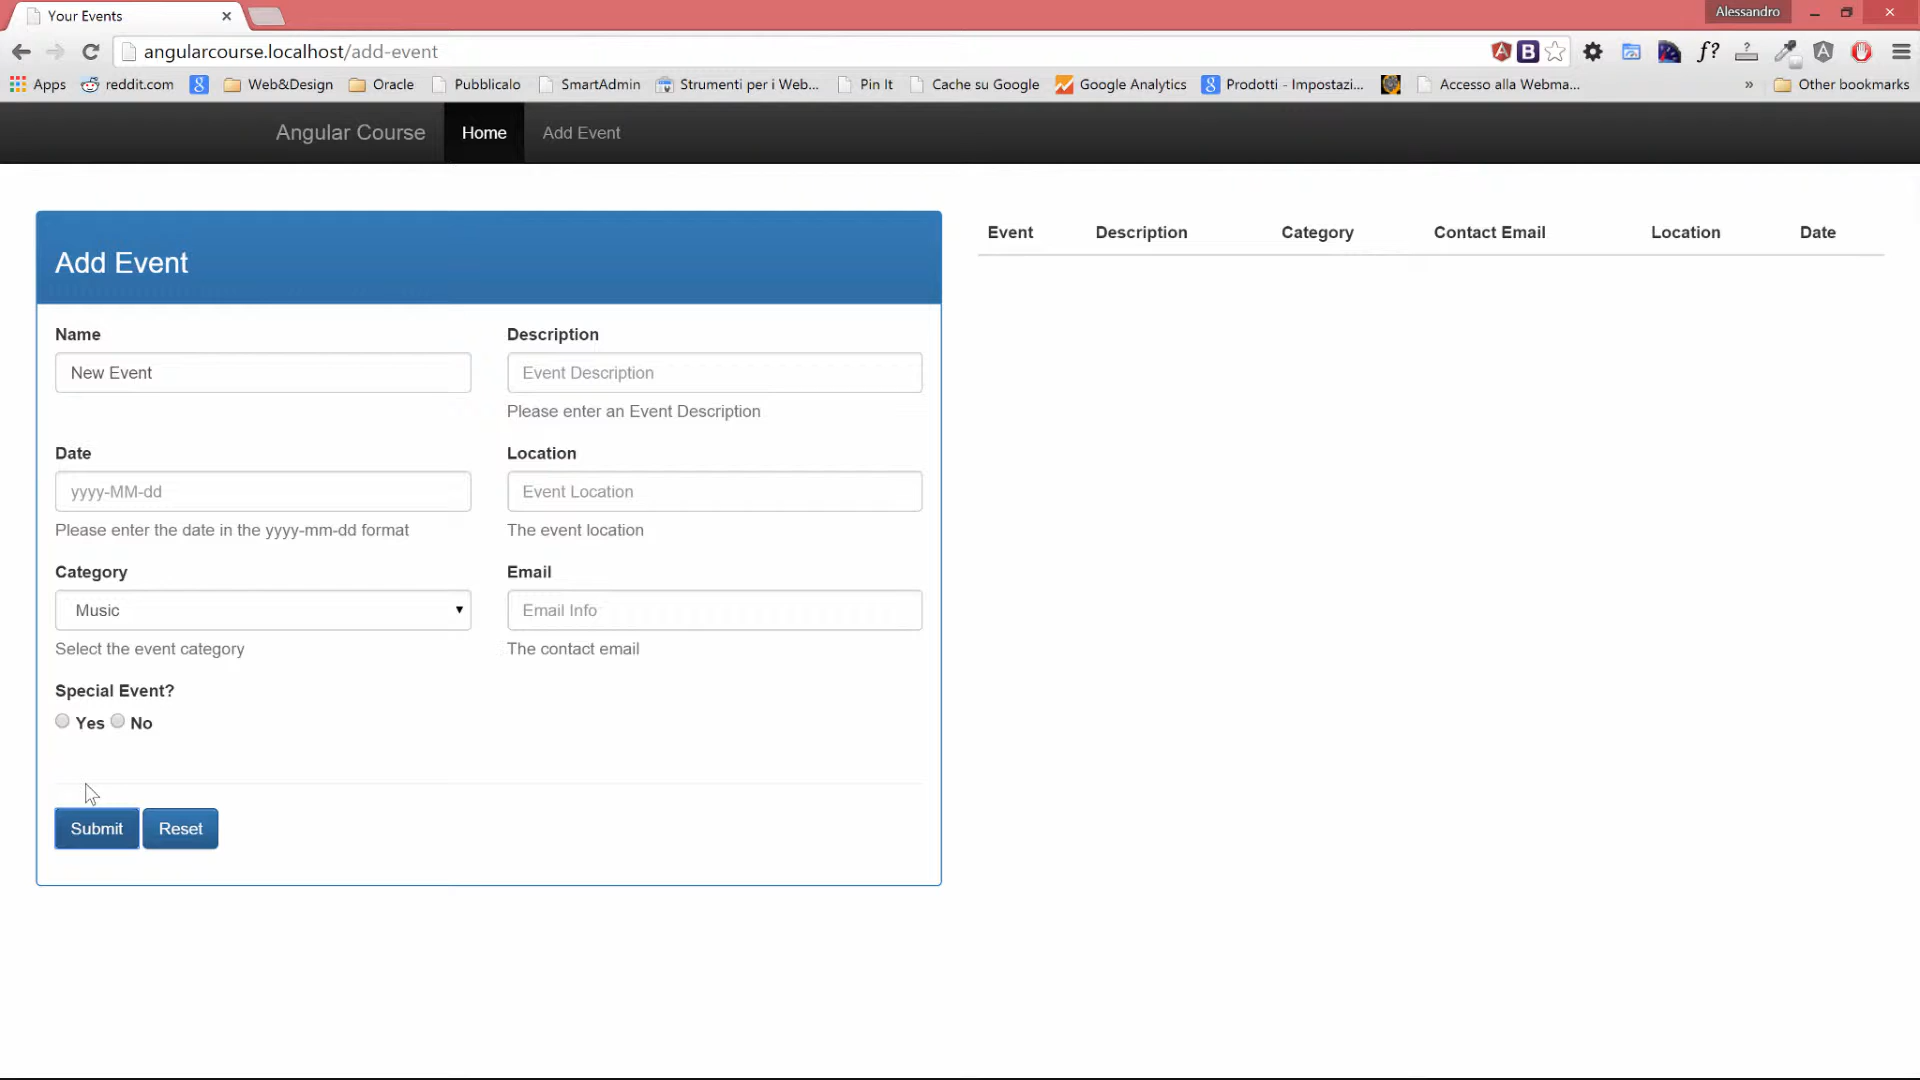 Your Events
Alessandro
angularcourse.localhost/add-event
Apps reddit.com Web&Design Oracle Pubblicalo SmartAdmin Strumenti per i Web... Pin It Cache su Google Google Analytics Prodotti - Impostazi... Accesso alla Webma... » Other bookmarks
Angular Course Home Add Event
Add Event
Event Description Category Contact Email Location Date
Name Description
New Event Event Description
Please enter an Event Description
Date Location
yyyy-MM-dd Event Location
Please enter the date in the yyyy-mm-dd format The event location
Category Email
Music Email Info
Select the event category The contact email
Special Event?
Yes No
Submit Reset